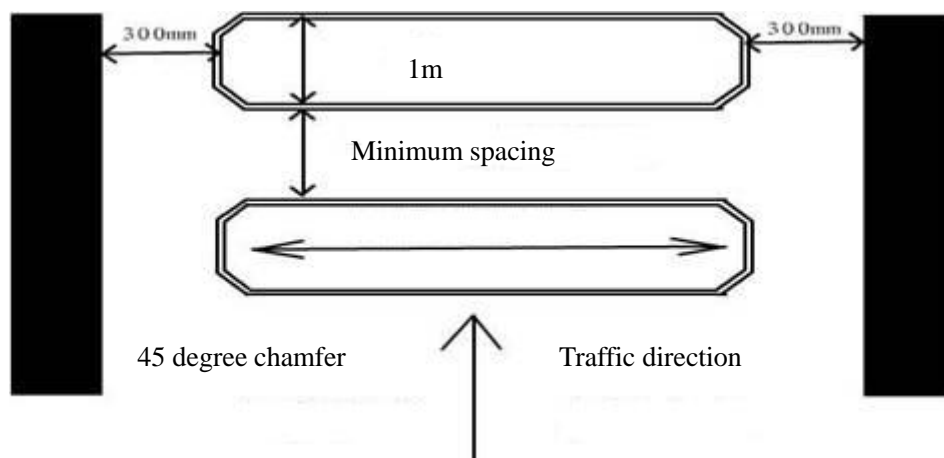 300mm
300mm
1m
Minimum spacing
45 degree chamfer
Traffic direction